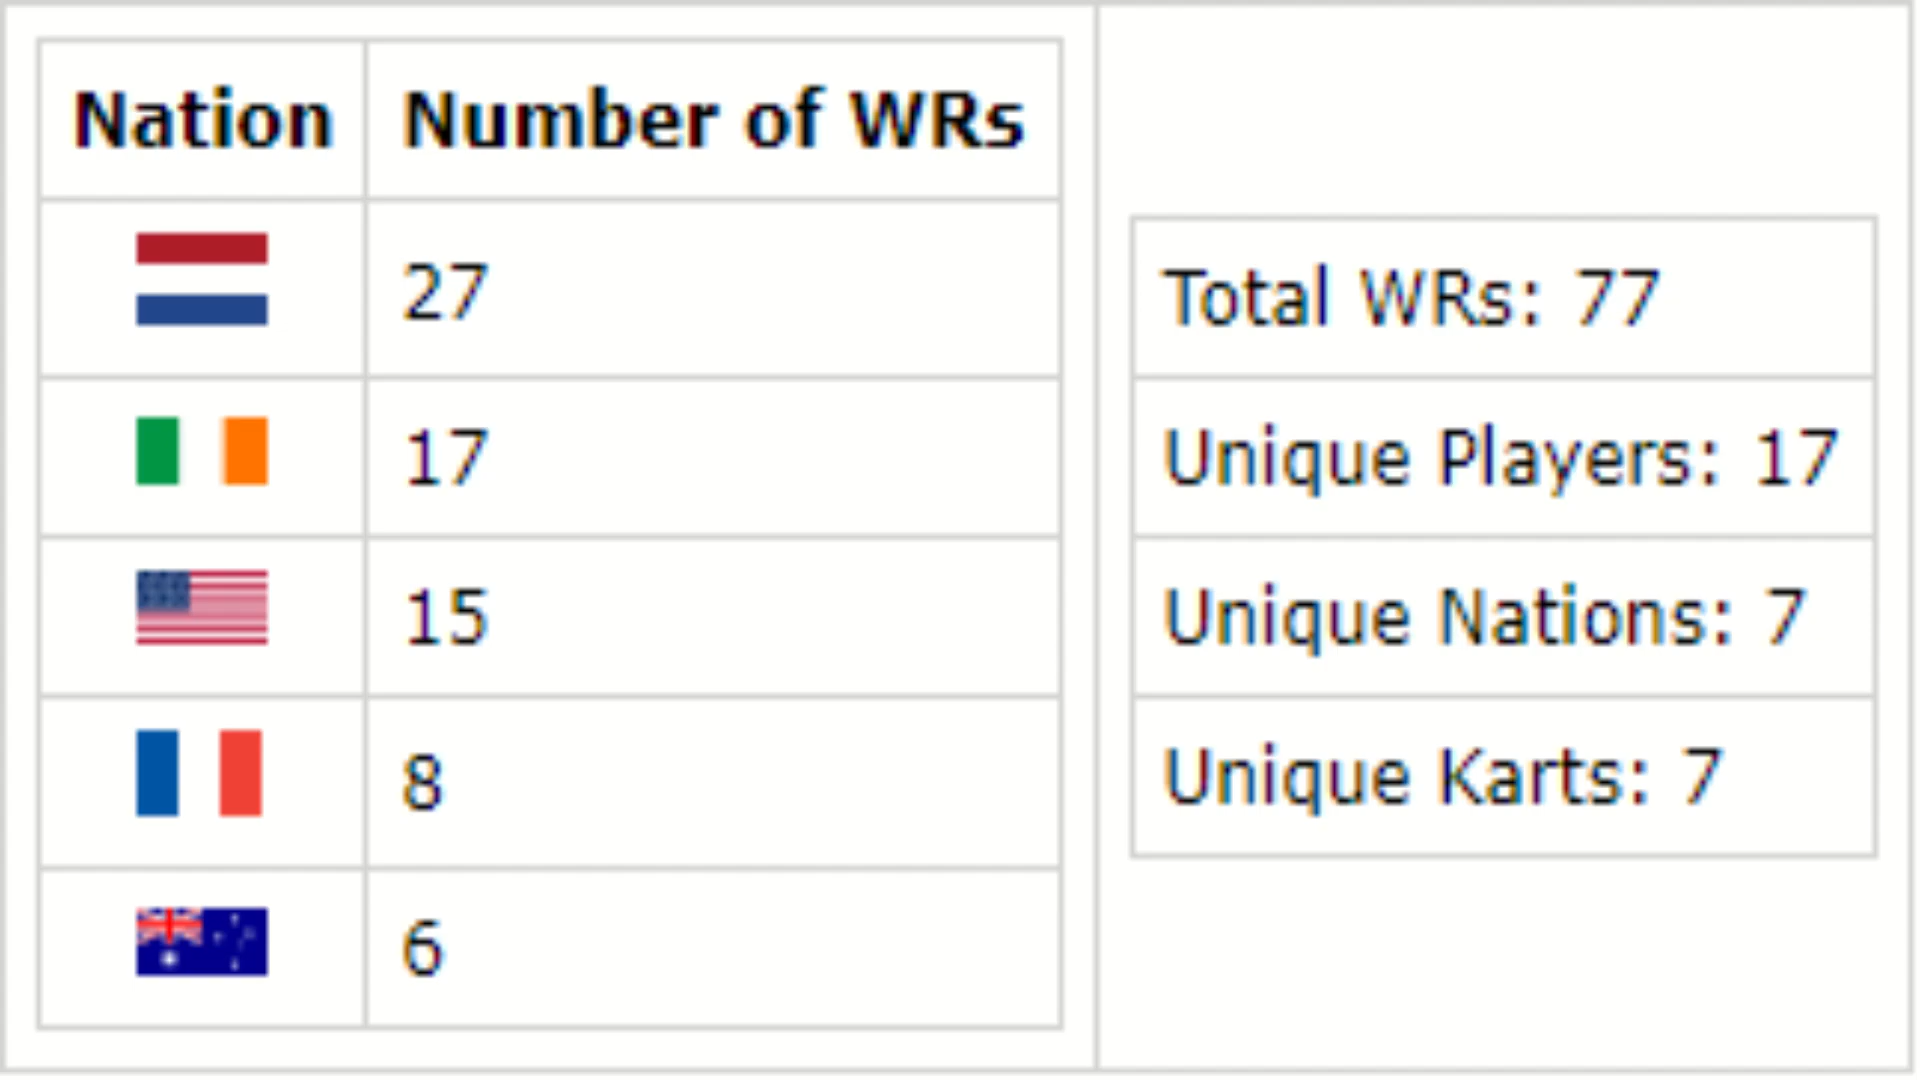 Nation Number of WRs
27
17
15
8
6
Total WRs: 77
Unique Players: 17
Unique Nations: 7
Unique Karts: 7